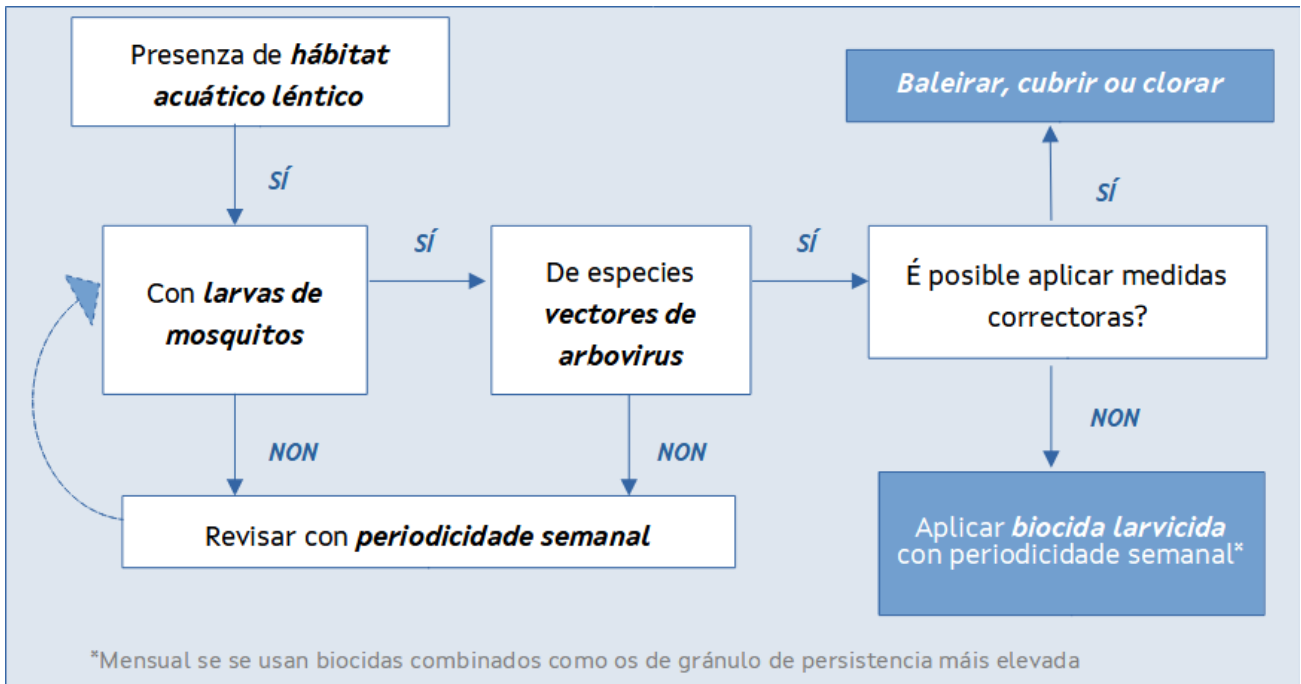 Presenza de hábitat
acuático léntico
Baleirar, cubrir ou clorar
SÍ
SÍ
Con larvas de
mosquitos
SÍ
De especies
vectores de
arbovirus
SÍ
É posible aplicar medidas
correctoras?
NON
NON
NON
Revisar con periodicidade semanal
Aplicar biocida larvicida
con periodicidade semanal*
*Mensual se se usan biocidas combinados como os de gránulo de persistencia máis elevada